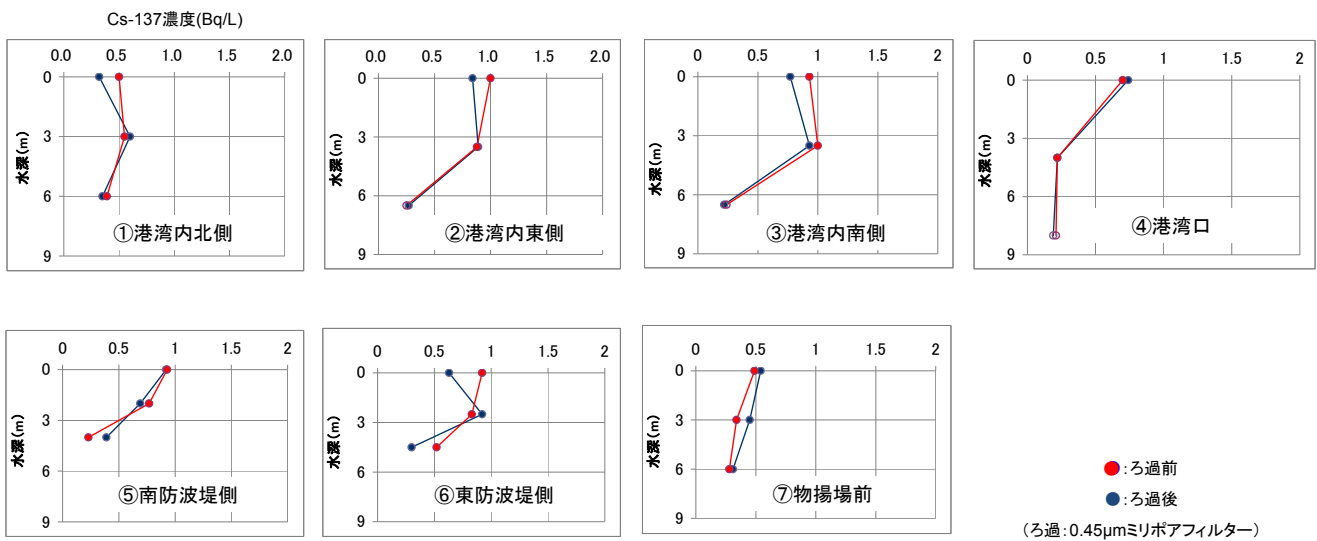 Cs-137濃度(Bq/L)
0.0 0.5 1.0 1.5 2.0
0
3
6
9
水深(m)
①港湾内北側
0.0 0.5 1.0 1.5 2.0
0
3
6
9
水深(m)
②港湾内東側
0 0.5 1 1.5 2
0
3
6
9
水深(m)
③港湾内南側
0 0.5 1 1.5 2
0
3
6
9
水深(m)
④港湾口
0 0.5 1 1.5 2
0
3
6
9
水深(m)
⑤南防波堤側
0 0.5 1 1.5 2
0
3
6
9
水深(m)
⑥東防波堤側
0 0.5 1 1.5 2
0
3
6
9
水深(m)
⑦物揚場前
:ろ過前
:ろ過後
(ろ過:0.45μmミリポアフィルター)